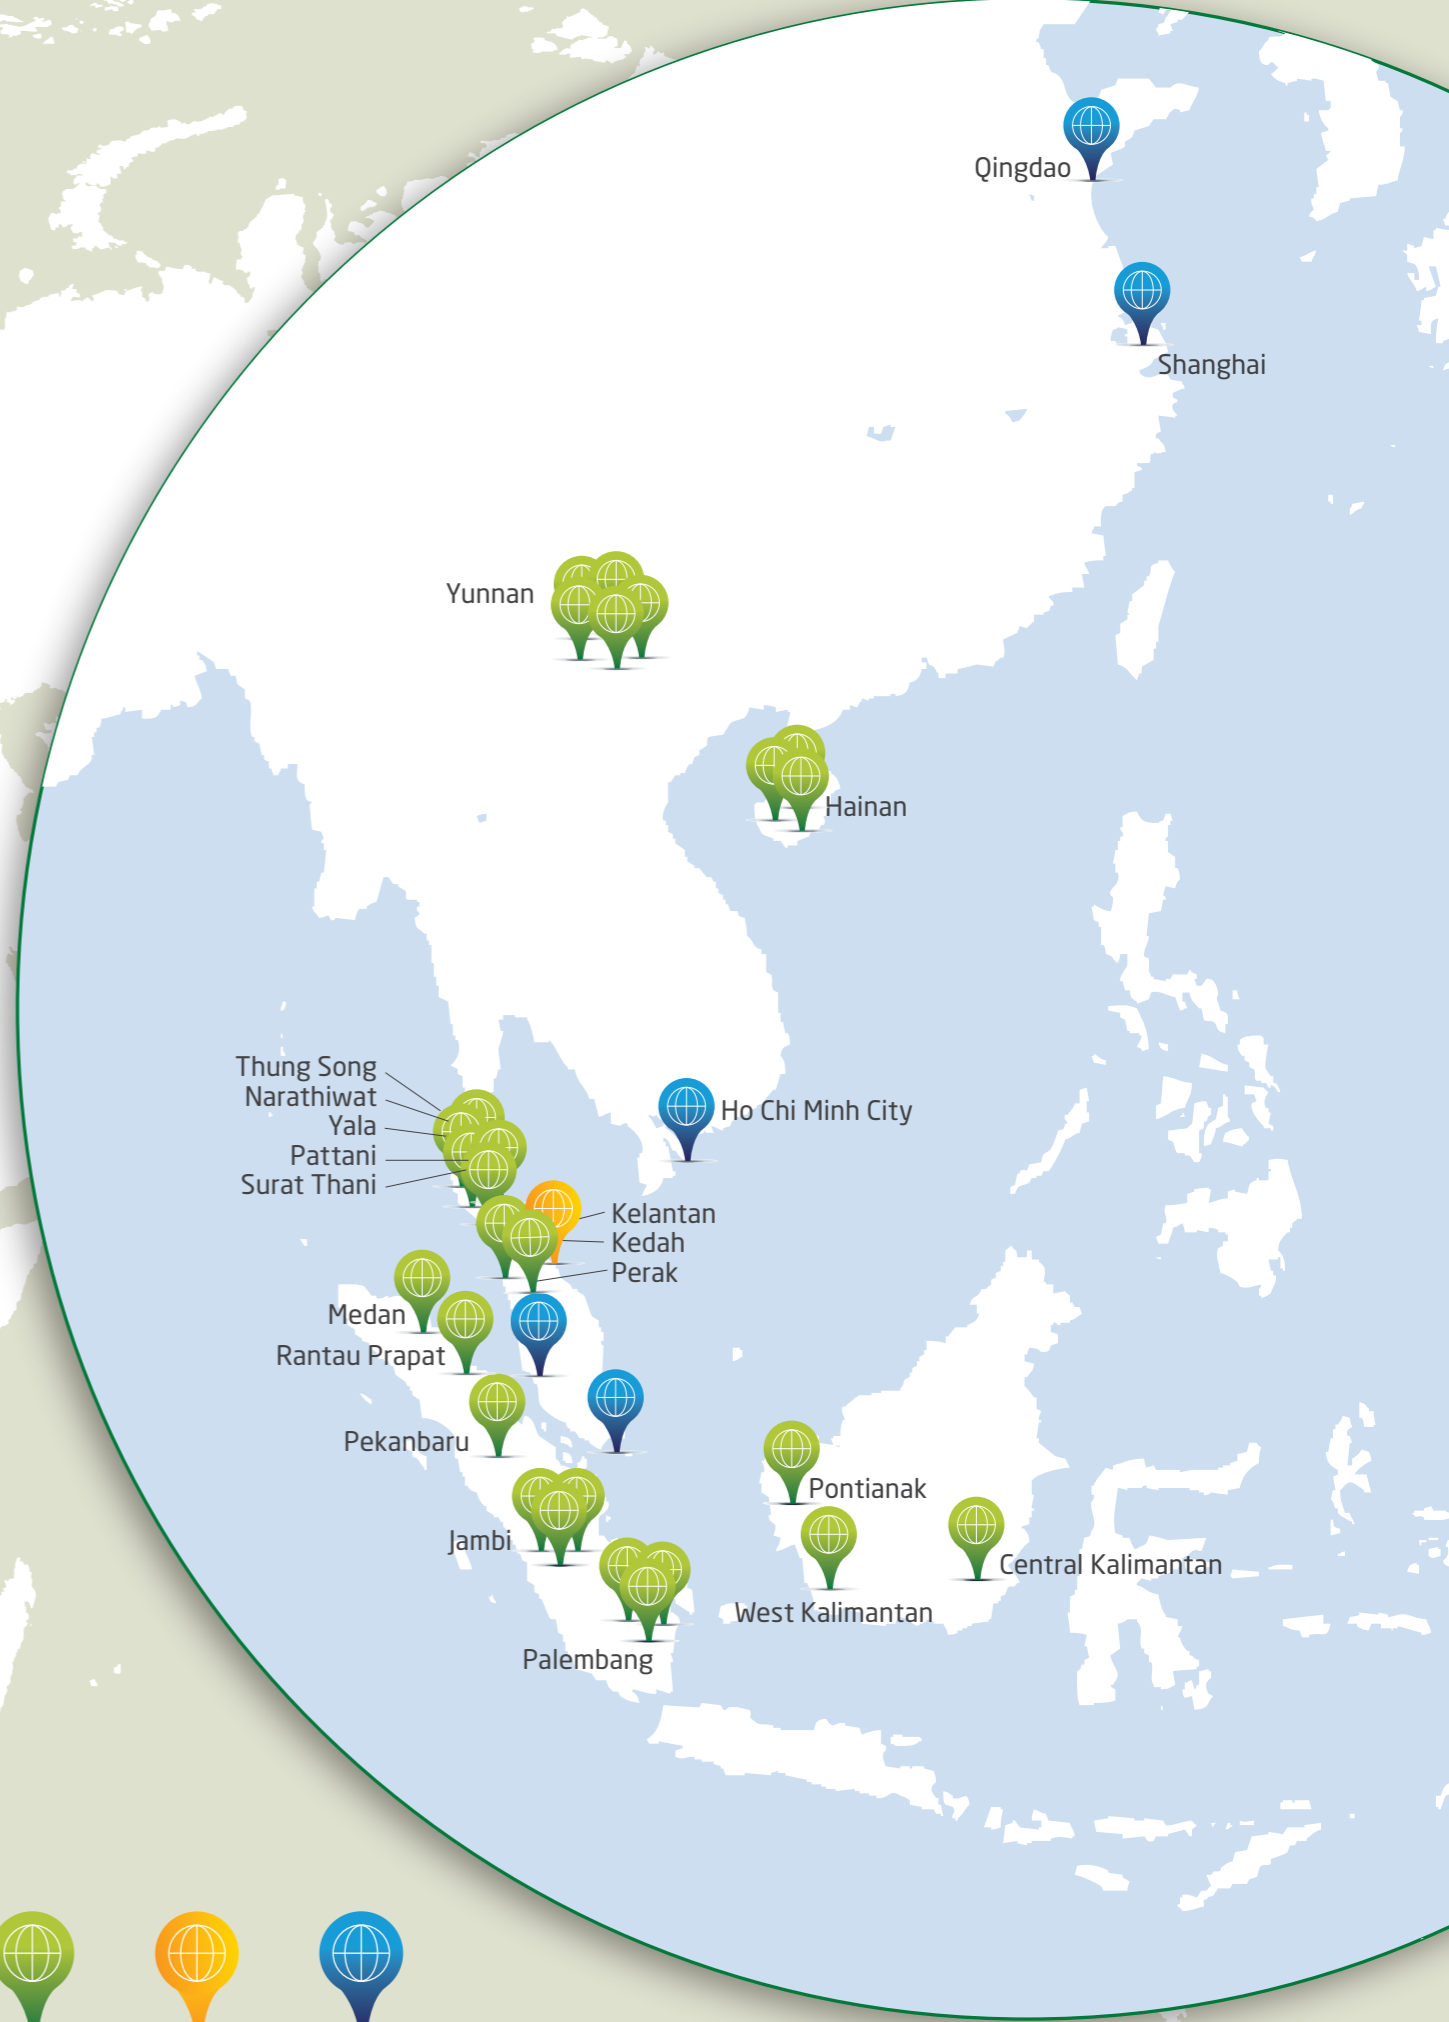 Qingdao
Shanghai
Yunnan
Hainan
Thung Song
Narathiwat
Yala
Pattani
Surat Thani
Ho Chi Minh City
Kelantan
Kedah
Perak
Medan
Rantau Prapat
Pekanbaru
Pontianak
Jambi
Central Kalimantan
West Kalimantan
Palembang